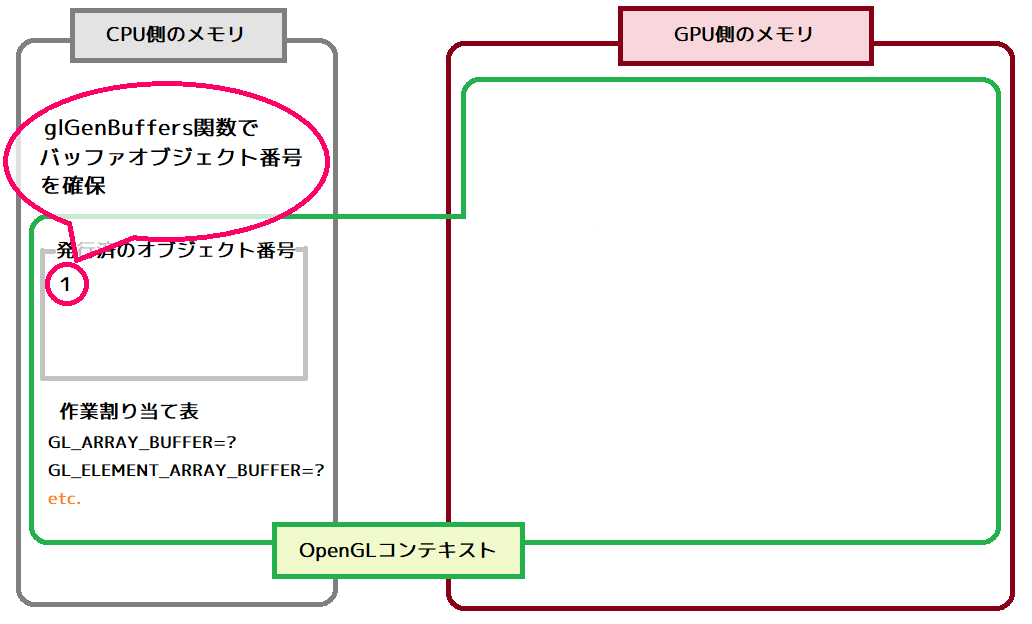 CPU側のメモリ
GPU側のメモリ
glGenBuffers関数で
バッファオブジェクト番号
を確保
発行済のオブジェクト番号
1
作業割り当て表
GL_ARRAY_BUFFER=?
GL_ELEMENT_ARRAY_BUFFER=?
etc.
OpenGLコンテキスト